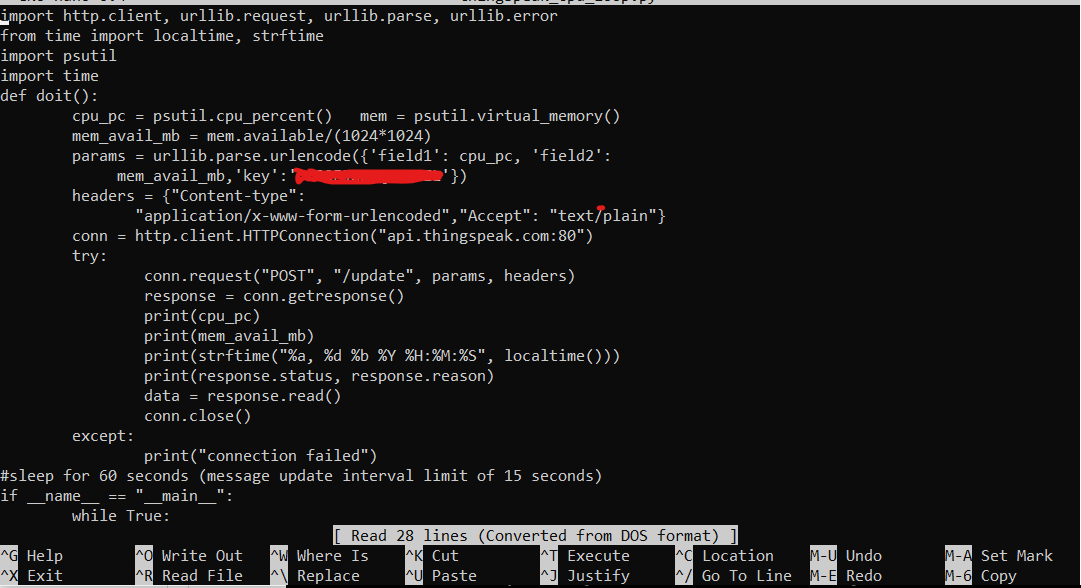 import http.client, urllib.request, urllib.parse, urllib.error
from time import localtime, strftime
import psutil
import time
def doit():
        cpu_pc = psutil.cpu_percent()   mem = psutil.virtual_memory()
        mem_avail_mb = mem.available/(1024*1024)
        params = urllib.parse.urlencode({'field1': cpu_pc, 'field2':
             mem_avail_mb,'key':' '})
        headers = {"Content-type":
               "application/x-www-form-urlencoded","Accept": "text/plain"}
        conn = http.client.HTTPConnection("api.thingspeak.com:80")
        try:
                conn.request("POST", "/update", params, headers)
                response = conn.getresponse()
                print(cpu_pc)
                print(mem_avail_mb)
                print(strftime("%a, %d %b %Y %H:%M:%S", localtime()))
                print(response.status, response.reason)
                data = response.read()
                conn.close()
        except:
                print("connection failed")
#sleep for 60 seconds (message update interval limit of 15 seconds)
if __name__ == "__main__":
        while True:
[ Read 28 lines (Converted from DOS format) ]
^G Help ^O Write Out ^W Where Is ^K Cut ^T Execute ^C Location M-U Undo M-A Set Mark
^X Exit ^R Read File ^\ Replace ^U Paste ^J Justify ^/ Go To Line M-E Redo M-6 Copy